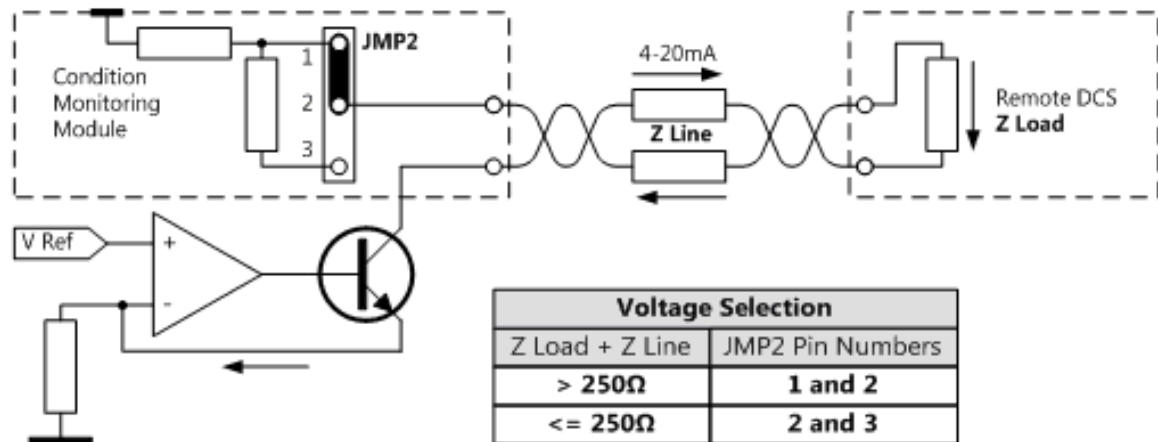 JMP2
1
2
3
Condition
Monitoring
Module
4-20mA
Z Line
Remote DCS
Z Load
V Ref
+
-
Voltage Selection
Z Load + Z Line JMP2 Pin Numbers
> 250Ω 1 and 2
<= 250Ω 2 and 3